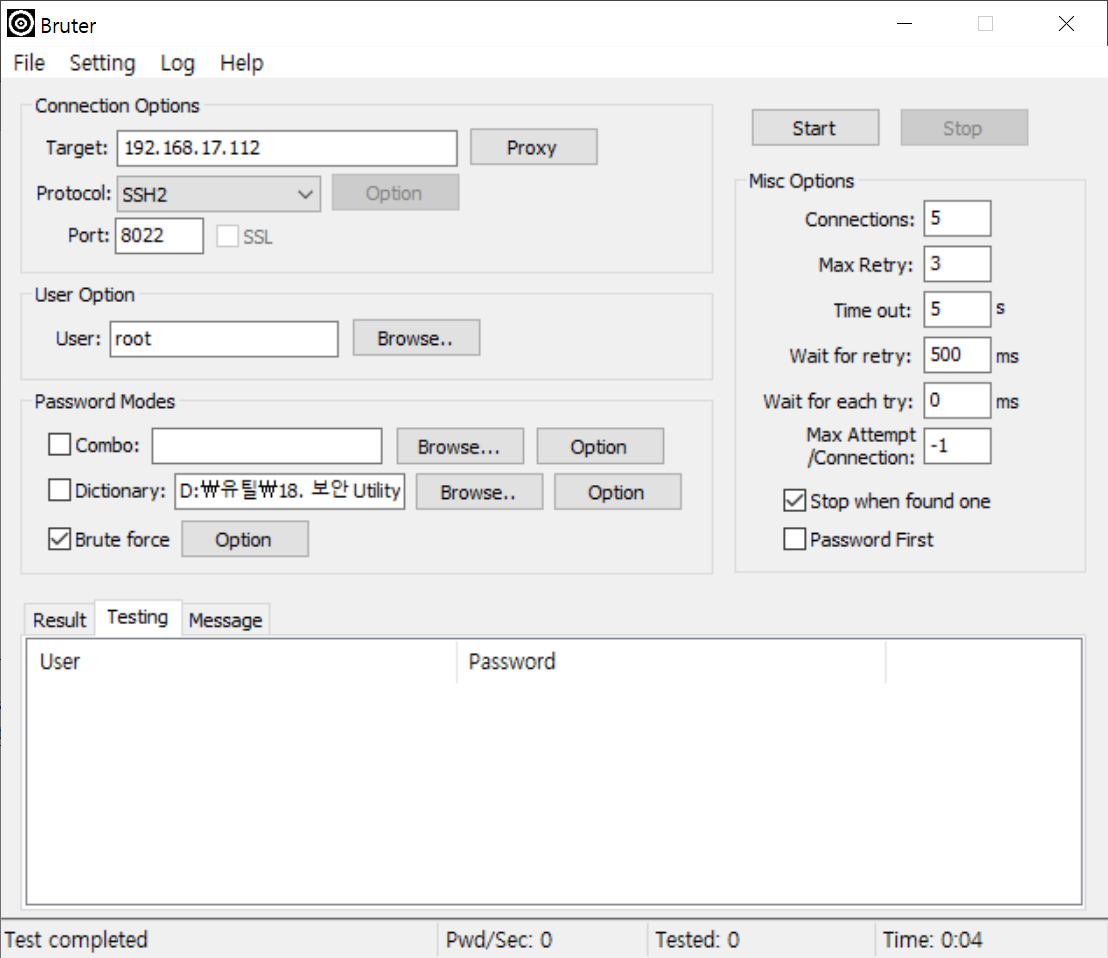 Bruter
File Setting Log Help
Connection Options
Target: 192.168.17.112 Proxy
Protocol: SSH2 Option
Port: 8022 SSL
User Option
User: root Browse..
Password Modes
Combo: Browse... Option
Dictionary: D:₩유틸₩18. 보안 Utility Browse.. Option
Brute force Option
Start Stop
Misc Options
Connections: 5
Max Retry: 3
Time out: 5 s
Wait for retry: 500 ms
Wait for each try: 0 ms
Max Attempt
/Connection: -1
Stop when found one
Password First
Result Testing Message
User Password
Test completed Pwd/Sec: 0 Tested: 0 Time: 0:04